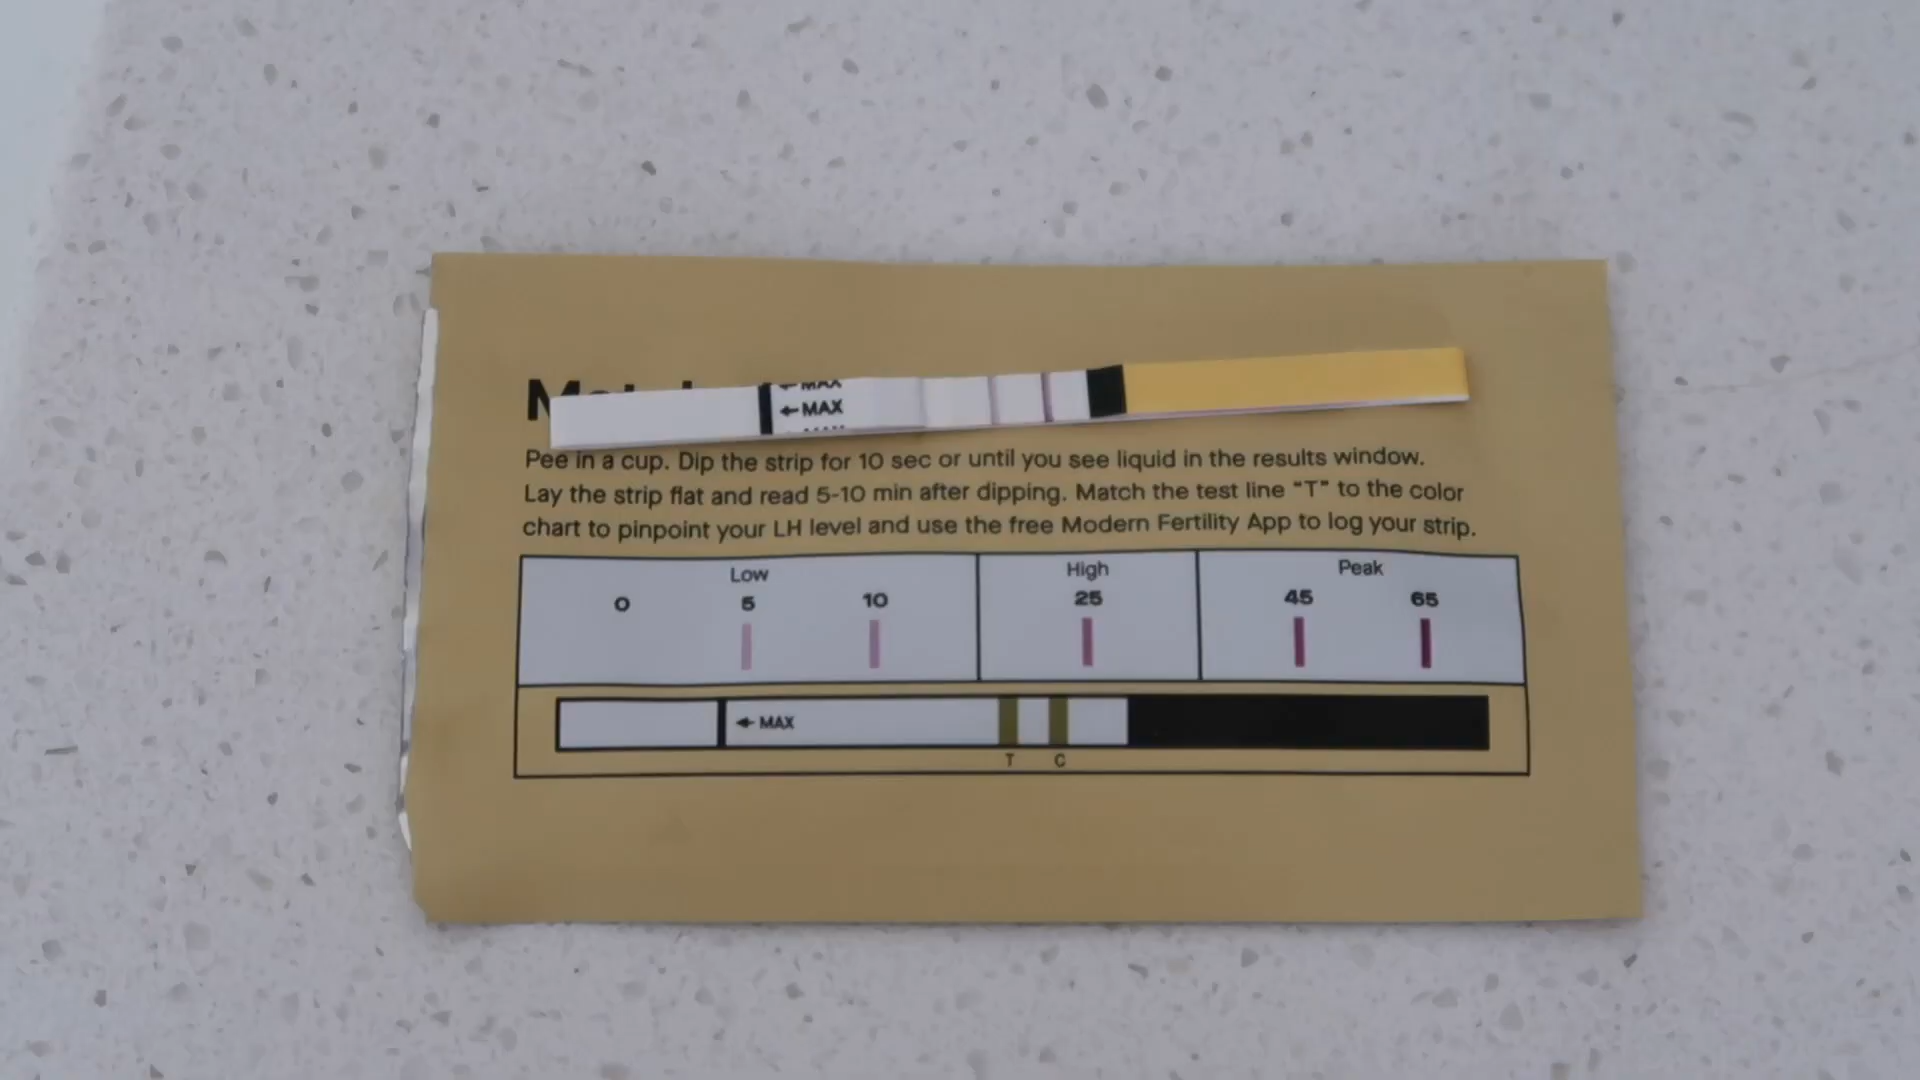 ← MAX
← MAX
Pee in a cup. Dip the strip for 10 sec or until you see liquid in the results window.
Lay the strip flat and read 5-10 min after dipping. Match the test line "T" to the color
chart to pinpoint your LH level and use the free Modern Fertility App to log your strip.
Low High Peak
0 5 10 25 45 65
← MAX
T C